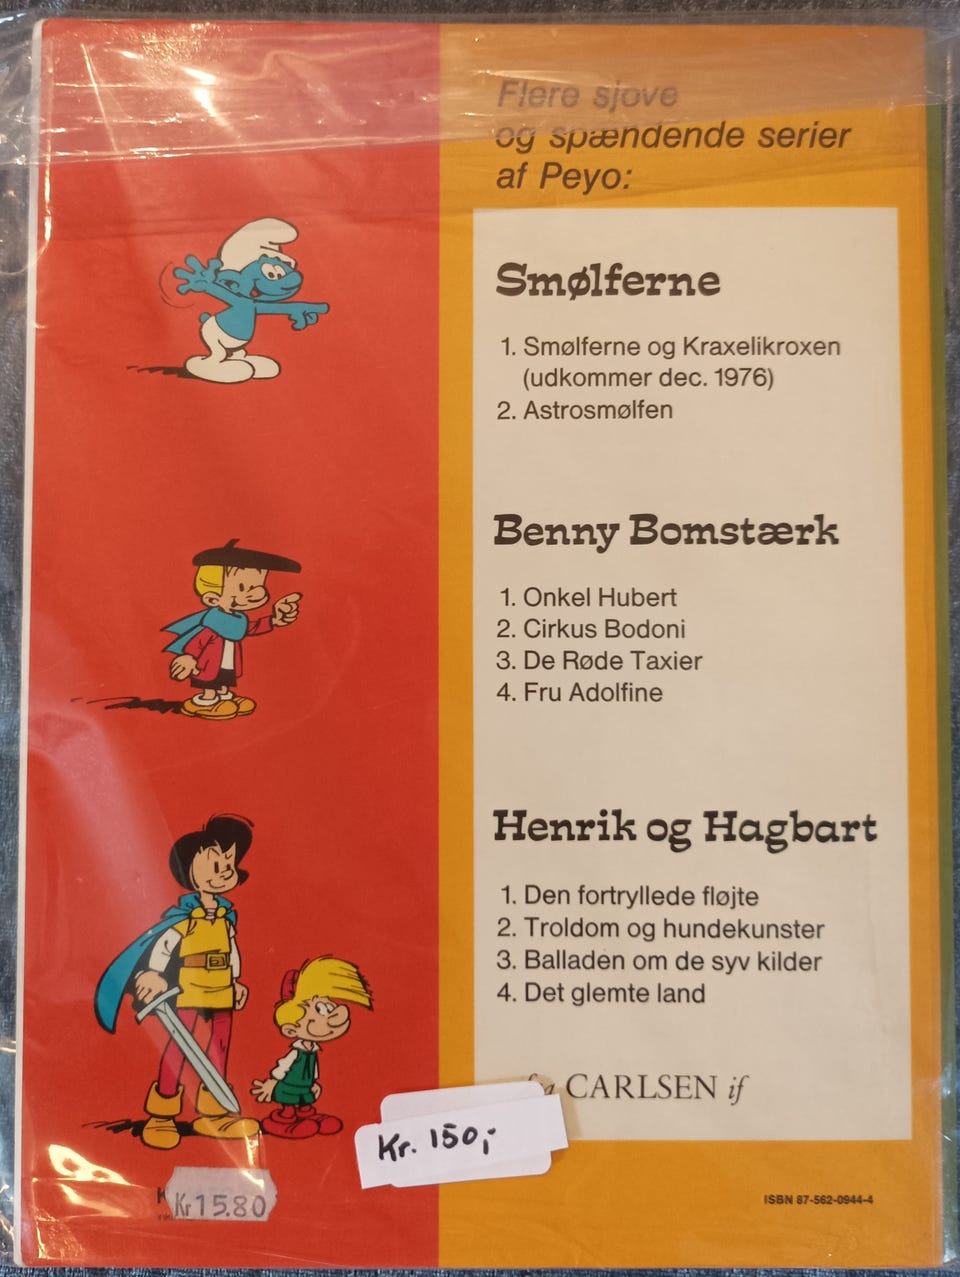 Flere sjove
og spændende serier
af Peyo:
Smølferne
1. Smølferne og Kraxelikroxen
(udkommer dec. 1976)
2. Astrosmølfen
Benny Bomstærk
1. Onkel Hubert
2. Cirkus Bodoni
3. De Røde Taxier
4. Fru Adolfine
Henrik og Hagbart
1. Den fortryllede fløjte
2. Troldom og hundekunster
3. Balladen om de syv kilder
4. Det glemte land
CARLSEN if
Kr. 150,-
Kr 15.80
ISBN 87-562-0944-4